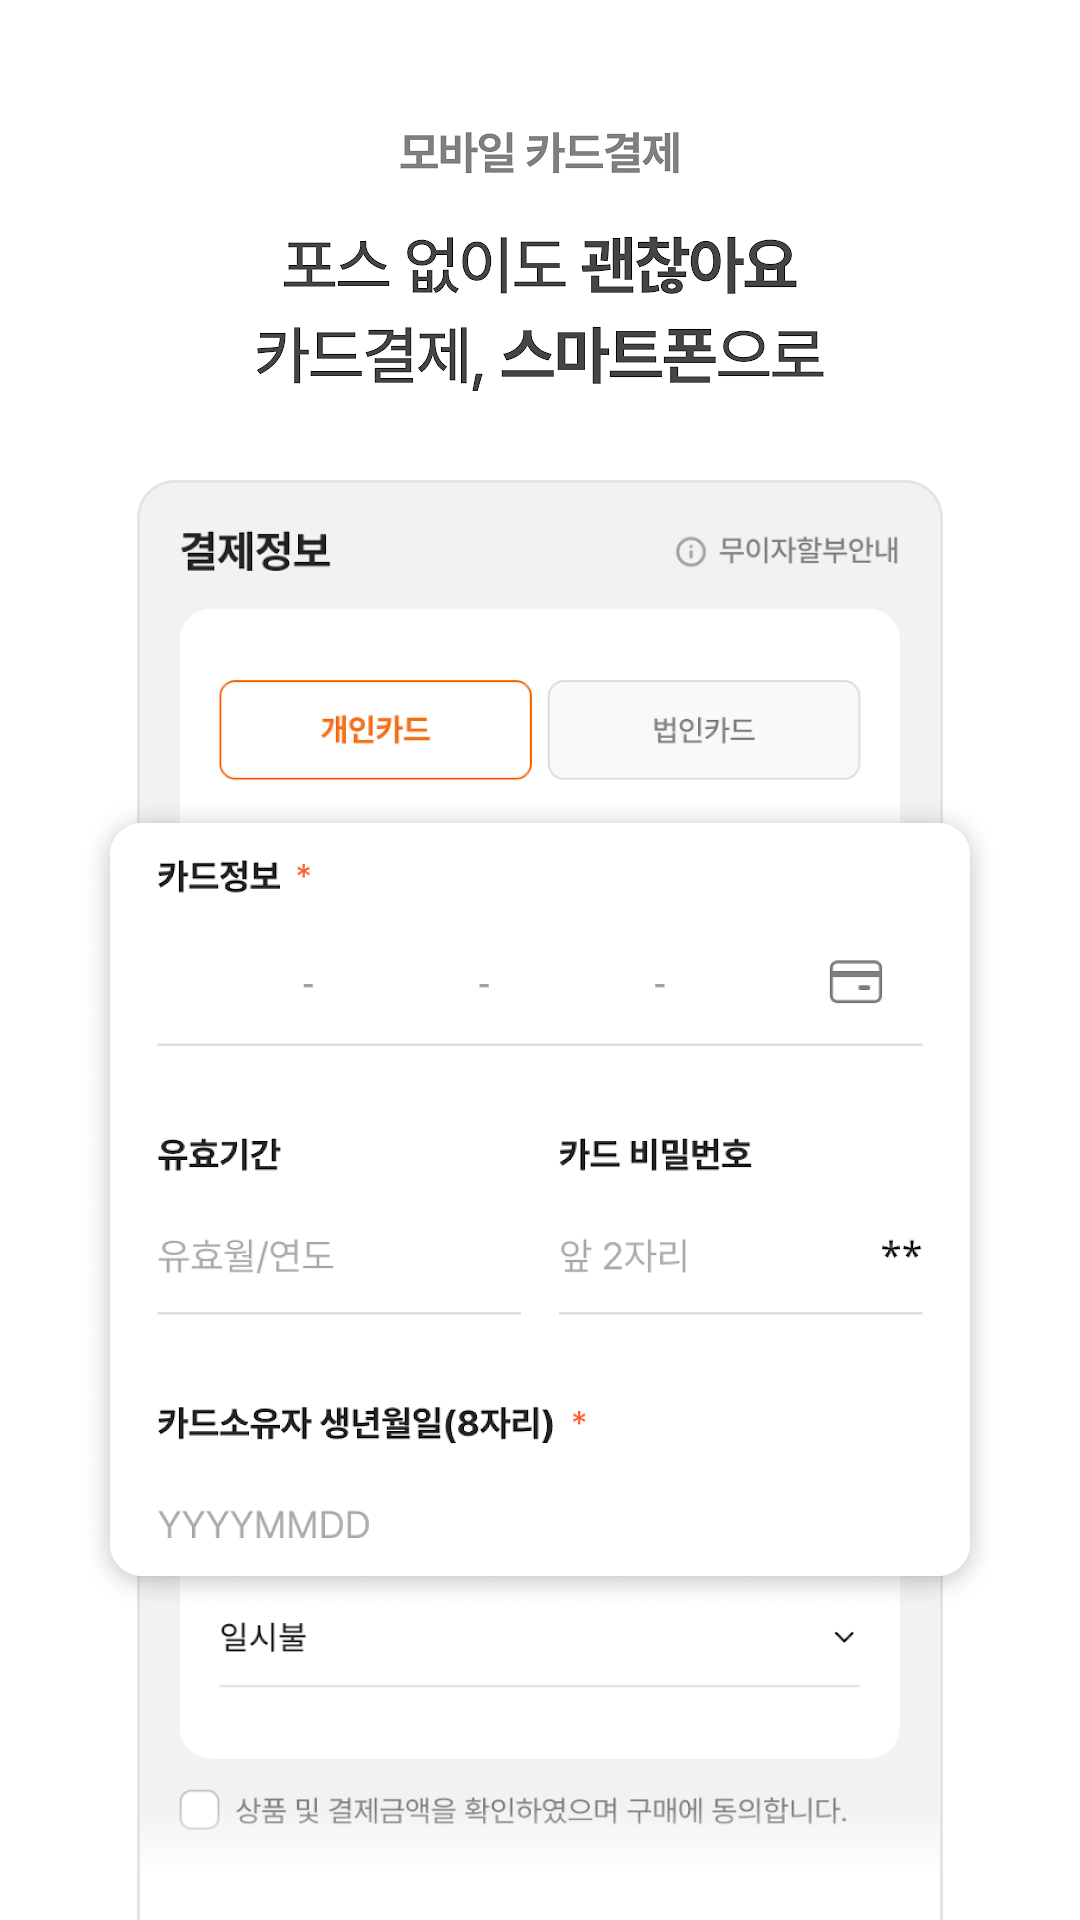 모바일 카드결제
포스 없이도 괜찮아요
카드결제, 스마트폰으로
결제정보
무이자할부안내
개인카드
법인카드
카드정보 *
- - -
유효기간
카드 비밀번호
유효월/연도
앞 2자리 **
카드소유자 생년월일(8자리) *
YYYYMMDD
일시불
상품 및 결제금액을 확인하였으며 구매에 동의합니다.